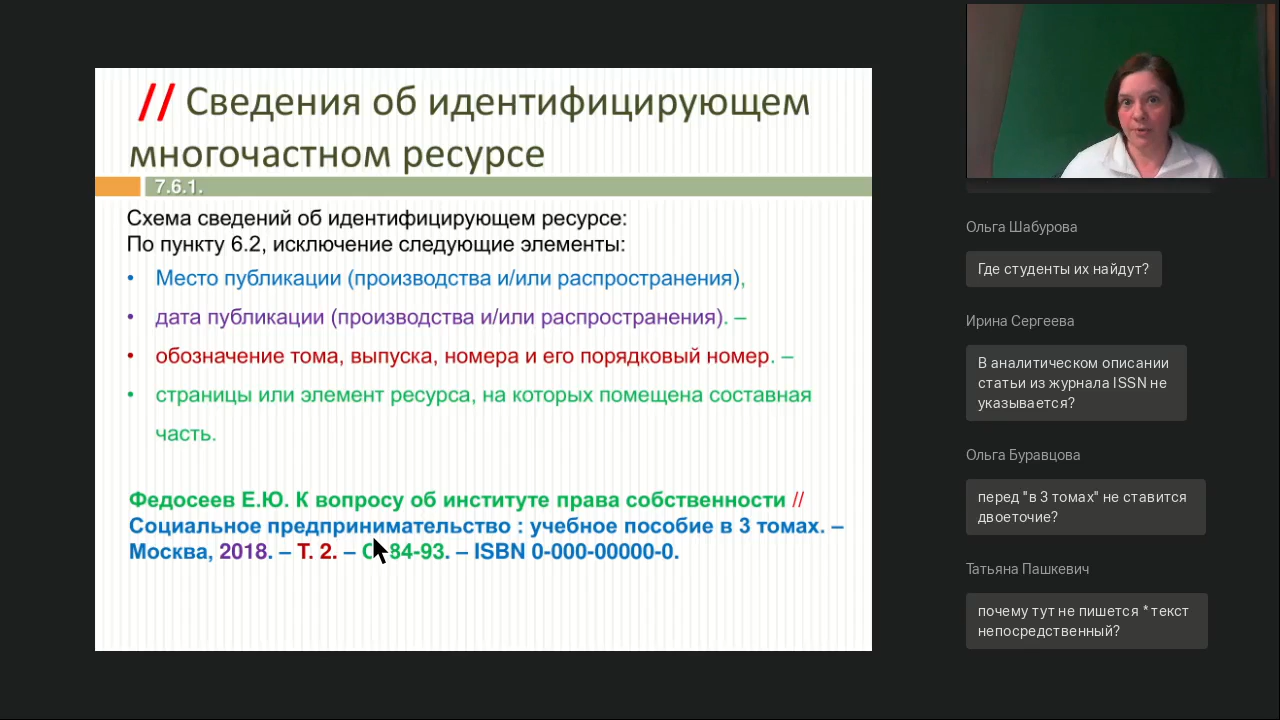 // Сведения об идентифицирующем
многочастном ресурсе
7.6.1.
Схема сведений об идентифицирующем ресурсе:
По пункту 6.2, исключение следующие элементы:
• Место публикации (производства и/или распространения),
• дата публикации (производства и/или распространения). –
• обозначение тома, выпуска, номера и его порядковый номер. –
• страницы или элемент ресурса, на которых помещена составная
часть.
Федосеев Е.Ю. К вопросу об институте права собственности //
Социальное предпринимательство : учебное пособие в 3 томах. –
Москва, 2018. – Т. 2. – С. 84-93. – ISBN 0-000-00000-0.
Ольга Шабурова
Где студенты их найдут?
Ирина Сергеева
В аналитическом описании
статьи из журнала ISSN не
указывается?
Ольга Буравцова
перед "в 3 томах" не ставится
двоеточие?
Татьяна Пашкевич
почему тут не пишется * текст
непосредственный?